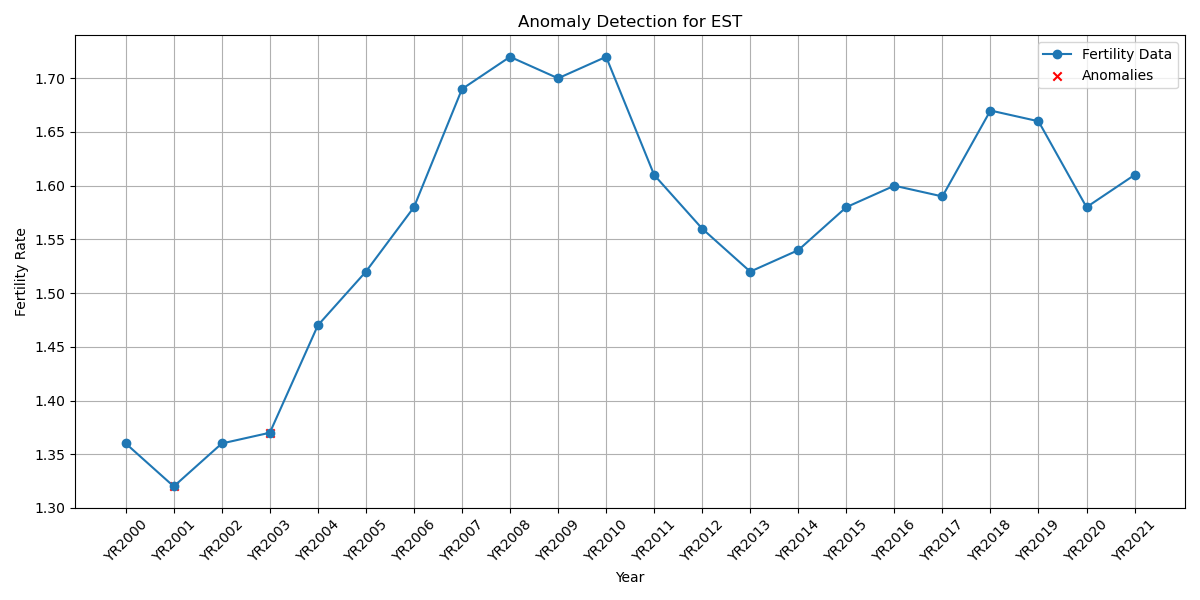 Anomaly Detection for EST
Fertility Data
Anomalies
Fertility Rate
1.70
1.65
1.60
1.55
1.50
1.45
1.40
1.35
1.30
YR2000
YR2001
YR2002
YR2003
YR2004
YR2005
YR2006
YR2007
YR2008
YR2009
YR2010
YR2011
YR2012
YR2013
YR2014
YR2015
YR2016
YR2017
YR2018
YR2019
YR2020
YR2021
Year